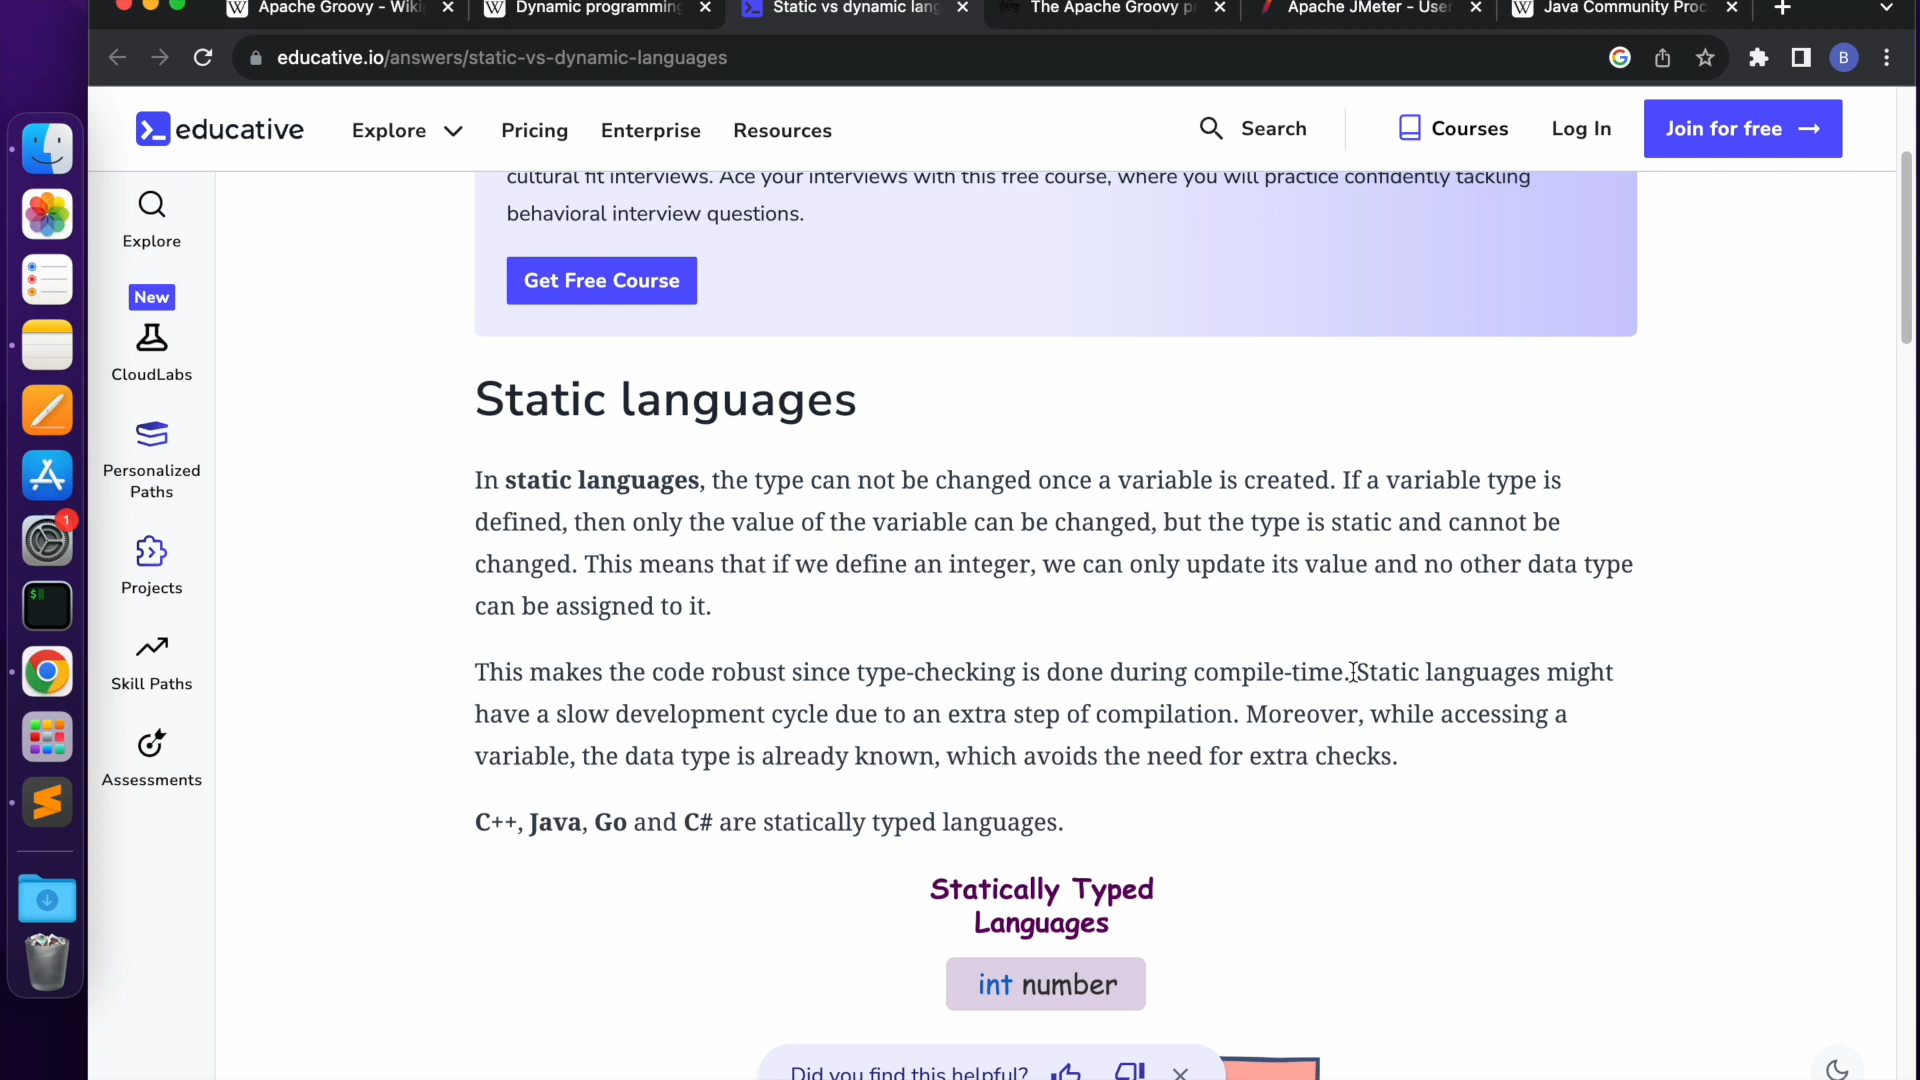 Apache Groovy - Wiki
Dynamic programming
Static vs dynamic lang
The Apache Groovy p
Apache JMeter - User
Java Community Proc
educative.io/answers/static-vs-dynamic-languages
B
educative
Explore
Pricing
Enterprise
Resources
Search
Courses
Log In
Join for free
cultural fit interviews. Ace your interviews with this free course, where you will practice confidently tackling
behavioral interview questions.
Get Free Course
Explore
New
CloudLabs
Personalized
Paths
Projects
Skill Paths
Assessments
1
Static languages
In static languages, the type can not be changed once a variable is created. If a variable type is
defined, then only the value of the variable can be changed, but the type is static and cannot be
changed. This means that if we define an integer, we can only update its value and no other data type
can be assigned to it.
This makes the code robust since type-checking is done during compile-time. Static languages might
have a slow development cycle due to an extra step of compilation. Moreover, while accessing a
variable, the data type is already known, which avoids the need for extra checks.
C++, Java, Go and C# are statically typed languages.
Statically Typed
Languages
int number
Did you find this helpful?